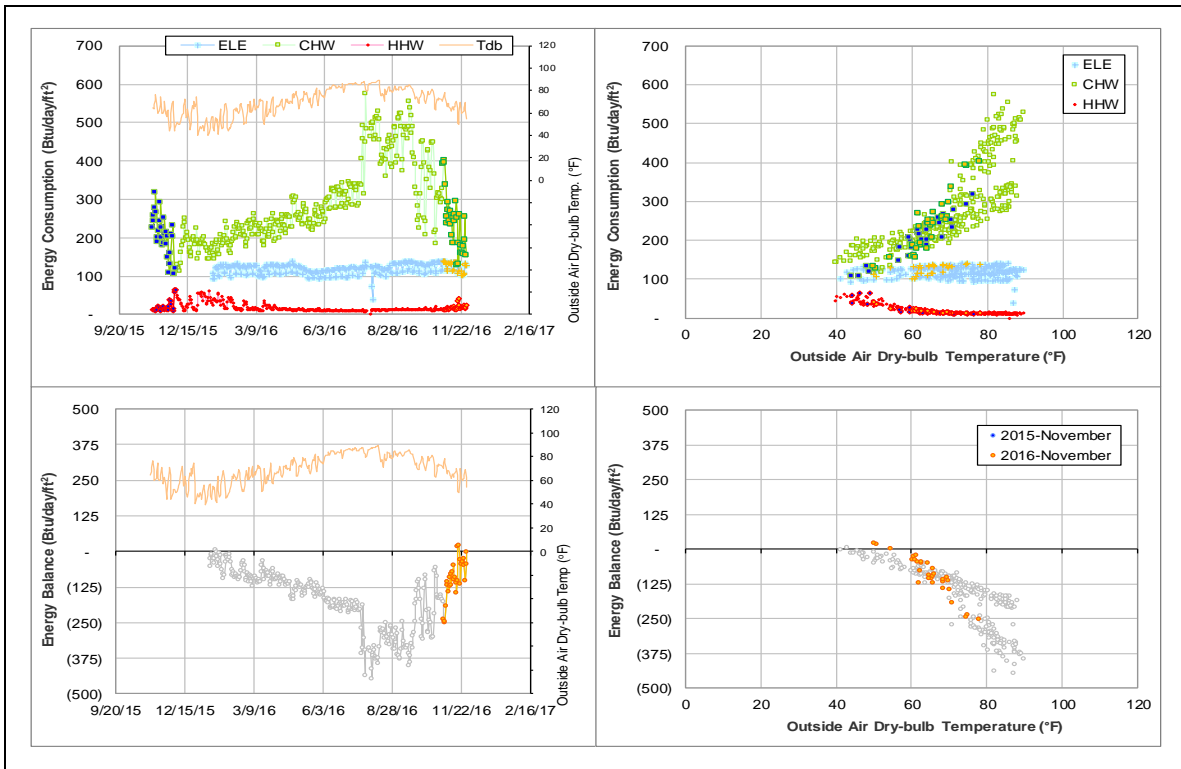 ELE CHW HHW Tdb
700
600
500
400
300
200
100
-
Energy Consumption (Btu/day/ft²)
120
100
80
60
40
20
0
Outside Air Dry-bulb Temp. (°F)
9/20/15 12/15/15 3/9/16 6/3/16 8/28/16 11/22/16 2/16/17
700
600
500
400
300
200
100
-
Energy Consumption (Btu/day/ft²)
ELE
CHW
HHW
0 20 40 60 80 100 120
Outside Air Dry-bulb Temperature (°F)
500
375
250
125
-
(125)
(250)
(375)
(500)
Energy Balance (Btu/day/ft²)
120
100
80
60
40
20
0
Outside Air Dry-bulb Temp (°F)
9/20/15 12/15/15 3/9/16 6/3/16 8/28/16 11/22/16 2/16/17
500
375
250
125
-
(125)
(250)
(375)
(500)
Energy Balance (Btu/day/ft²)
2015-November
2016-November
0 20 40 60 80 100 120
Outside Air Dry-bulb Temperature (°F)